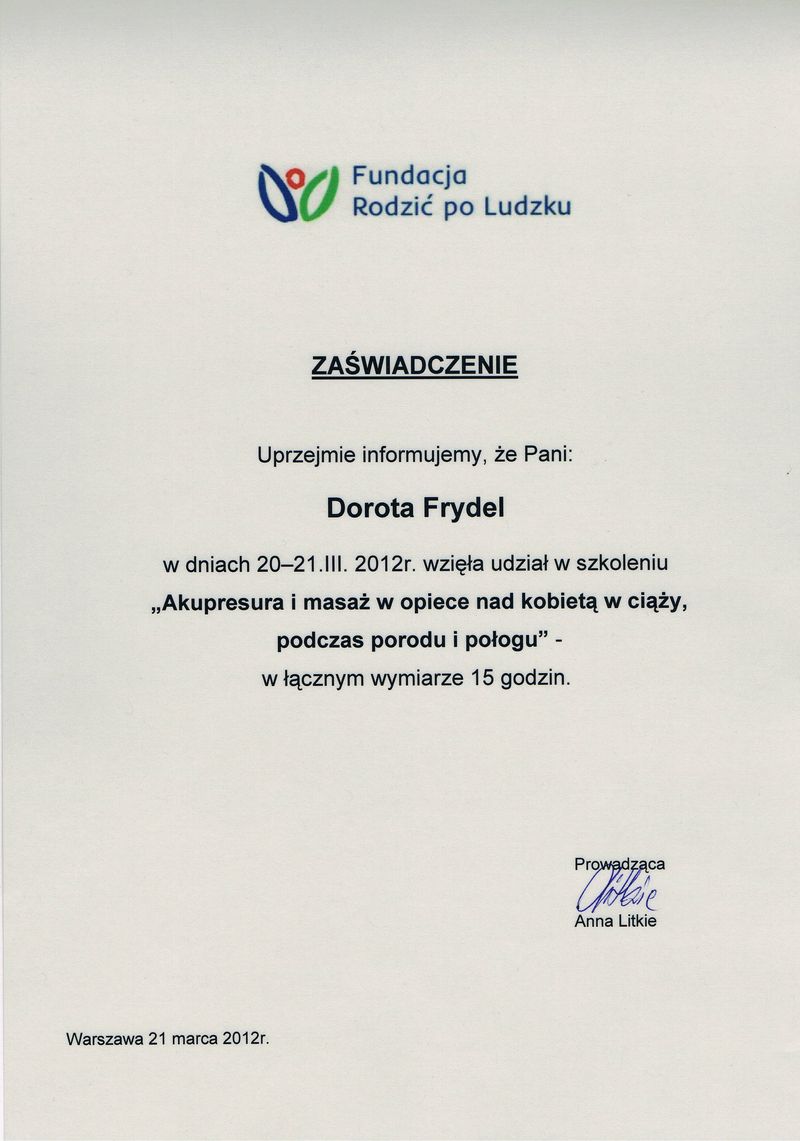 Fundacja
Rodzić po Ludzku
ZAŚWIADCZENIE
Uprzejmie informujemy, że Pani:
Dorota Frydel
w dniach 20–21.III. 2012r. wzięła udział w szkoleniu
„Akupresura i masaż w opiece nad kobietą w ciąży,
podczas porodu i połogu” -
w łącznym wymiarze 15 godzin.
Prowadząca
Litkie
Anna Litkie
Warszawa 21 marca 2012r.